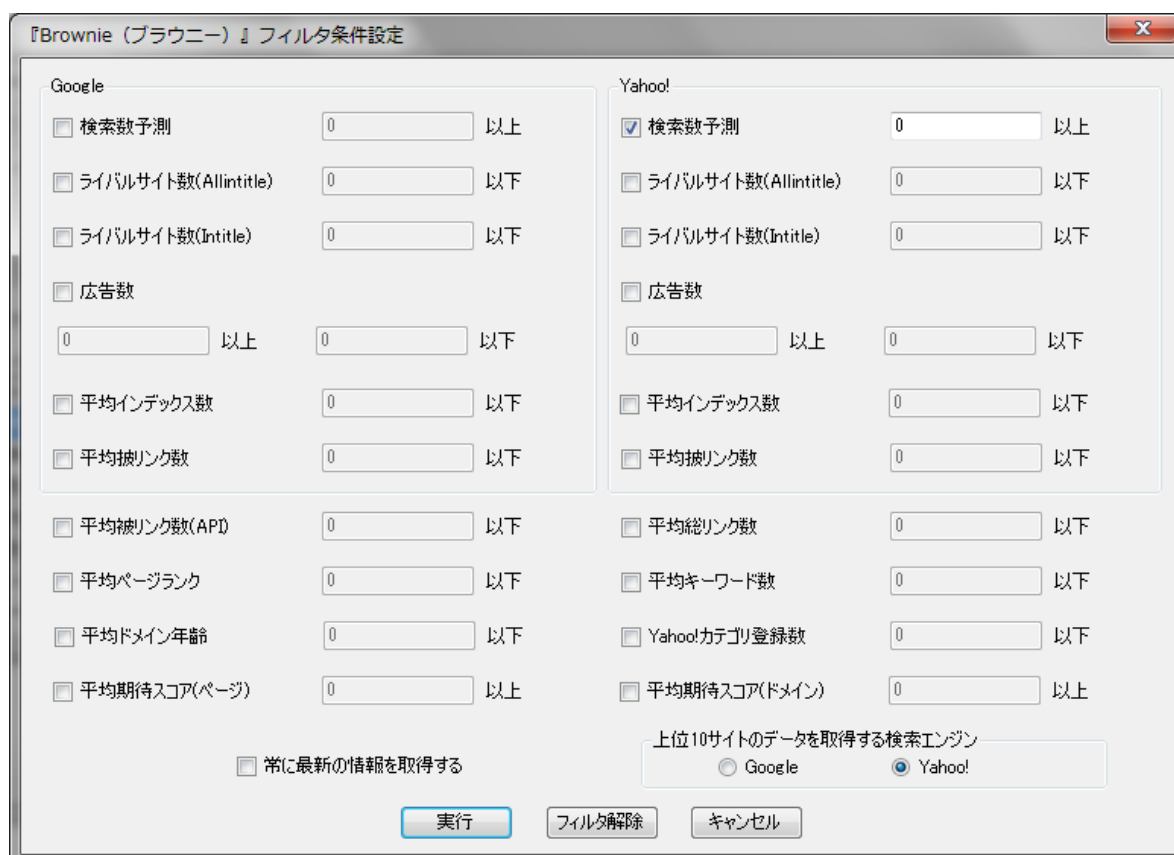 『Brownie（ブラウニー）』フィルタ条件設定
Google
検索数予測 0 以上
ライバルサイト数(Allintitle) 0 以下
ライバルサイト数(Intitle) 0 以下
広告数
0 以上 0 以下
平均インデックス数 0 以下
平均披リンク数 0 以下
Yahoo!
検索数予測 0 以上
ライバルサイト数(Allintitle) 0 以下
ライバルサイト数(Intitle) 0 以下
広告数
0 以上 0 以下
平均インデックス数 0 以下
平均披リンク数 0 以下
平均被リンク数(API) 0 以下
平均総リンク数 0 以下
平均ページランク 0 以下
平均キーワード数 0 以下
平均ドメイン年齢 0 以下
Yahoo!カテゴリ登録数 0 以下
平均期待スコア(ページ) 0 以上
平均期待スコア(ドメイン) 0 以上
常に最新の情報を取得する
上位10サイトのデータを取得する検索エンジン
Google Yahoo!
実行 フィルタ解除 キャンセル